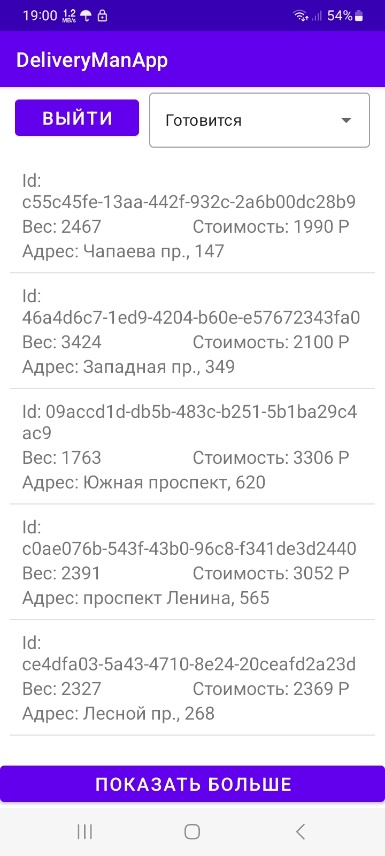 19:00 1.2 MB/s 54%
DeliveryManApp
ВЫЙТИ Готовится
Id:
c55c45fe-13aa-442f-932c-2a6b00dc28b9
Вес: 2467 Стоимость: 1990 Р
Адрес: Чапаева пр., 147
Id:
46a4d6c7-1ed9-4204-b60e-e57672343fa0
Вес: 3424 Стоимость: 2100 Р
Адрес: Западная пр., 349
Id: 09accd1d-db5b-483c-b251-5b1ba29c4
ac9
Вес: 1763 Стоимость: 3306 Р
Адрес: Южная проспект, 620
Id:
c0ae076b-543f-43b0-96c8-f341de3d2440
Вес: 2391 Стоимость: 3052 Р
Адрес: проспект Ленина, 565
Id:
ce4dfa03-5a43-4710-8e24-20ceafd2a23d
Вес: 2327 Стоимость: 2369 Р
Адрес: Лесной пр., 268
ПОКАЗАТЬ БОЛЬШЕ